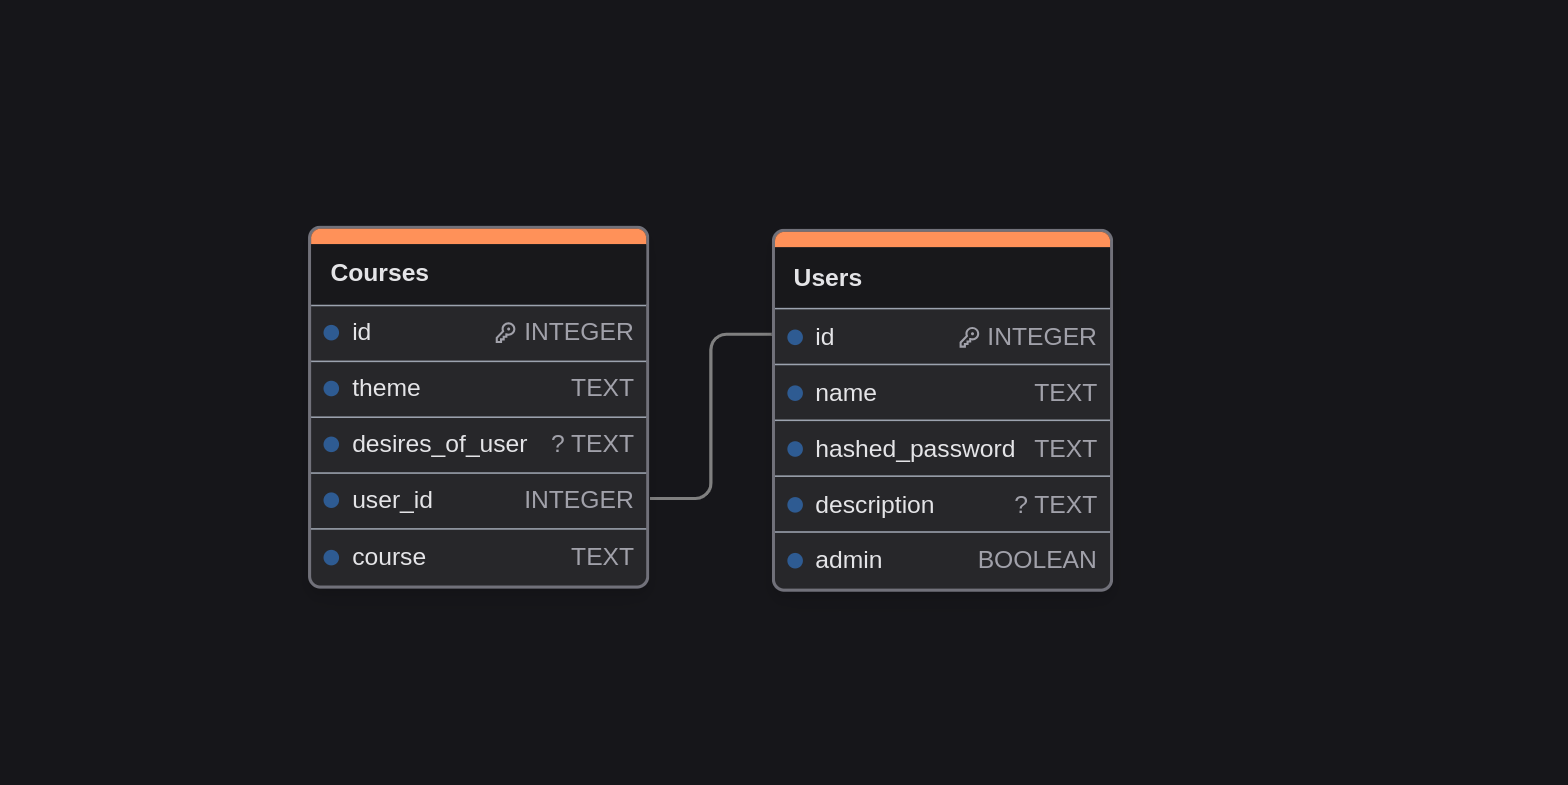 Courses
id INTEGER
theme TEXT
desires_of_user ? TEXT
user_id INTEGER
course TEXT
Users
id INTEGER
name TEXT
hashed_password TEXT
description ? TEXT
admin BOOLEAN